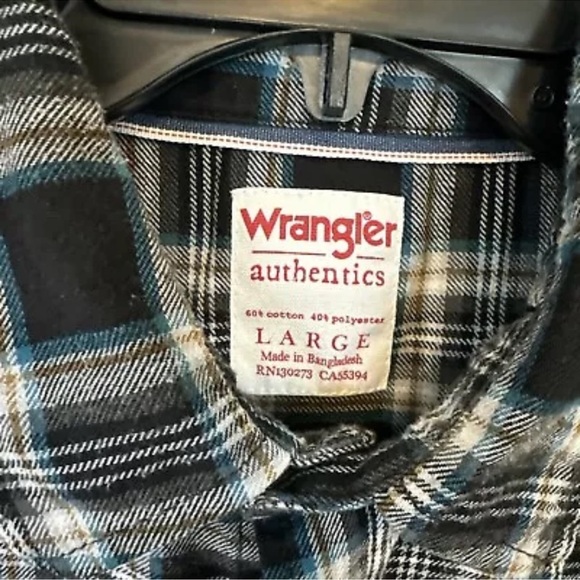 Wrangler®
authentics
60% cotton 40% polyester
LARGE
Made in Bangladesh
RN130273 CA55394